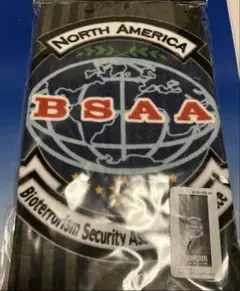 NORTH AMERICA
BSAA
Bioterrorism Security Ass